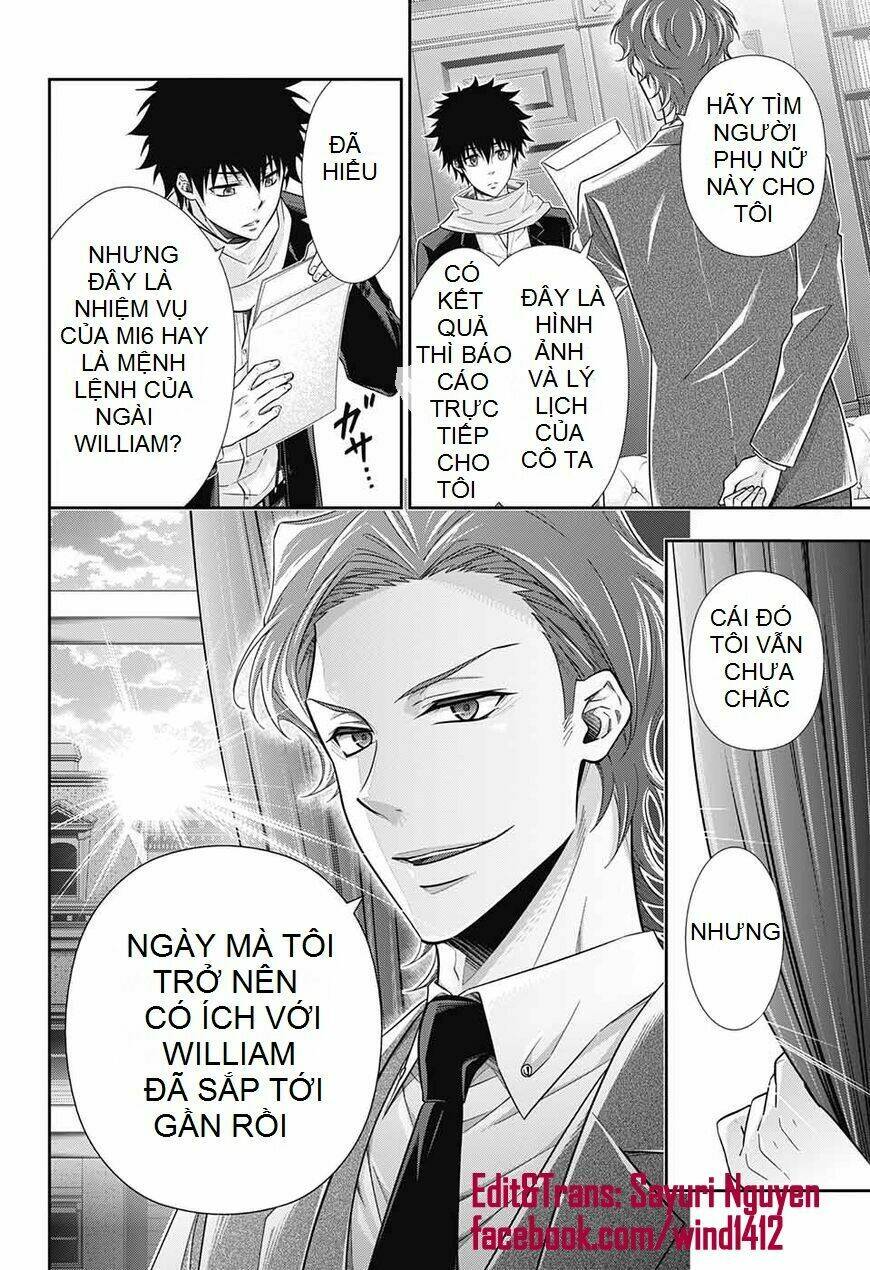 HÃY TÌM
NGƯỜI
PHỤ NỮ
NÀY CHO
TÔI
ĐÂY LÀ
HÌNH
ẢNH
VÀ LÝ
LỊCH
CỦA
CÔ TA
CÓ
KẾT
QUẢ
THÌ BÁO
CÁO
TRỰC
TIẾP
CHO
TÔI
ĐÃ
HIỂU
NHƯNG
ĐÂY LÀ
NHIỆM VỤ
CỦA MI6 HAY
LÀ MỆNH
LỆNH CỦA
NGÀI
WILLIAM?
ガサ…
CÁI ĐÓ
TÔI VẪN
CHƯA
CHẮC
NHƯNG
NGÀY MÀ TÔI
TRỞ NÊN
CÓ ÍCH VỚI
WILLIAM
ĐÃ SẮP TỚI
GẦN RỒI
Edit&Trans: Sayuri Nguyen
facebook.com/wind1412